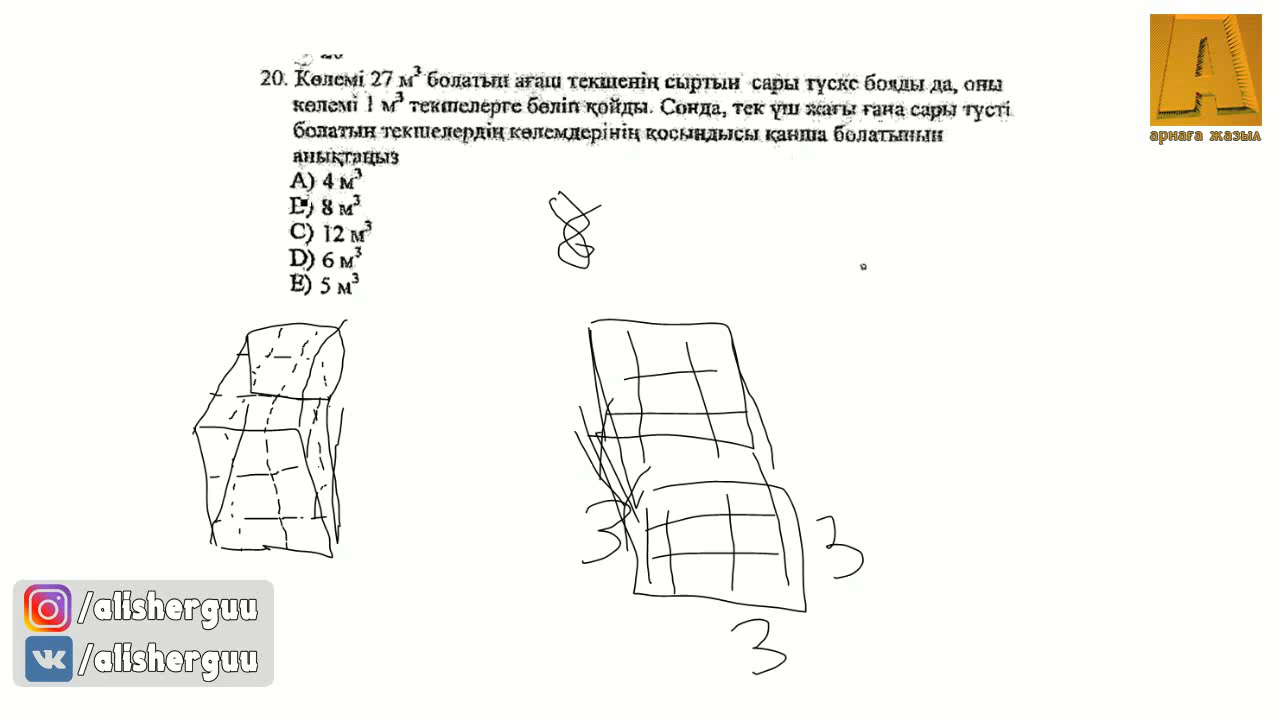 20. Көлемі 27 м³ болатын ағаш текшенің сыртын сары түске бояды да, оны
көлемі 1 м³ текшелерге бөліп қойды. Сонда, тек үш жағы ғана сары түсті
болатын текшелердің көлемдерінің қосындысы қанша болатынын
анықтаңыз
A) 4 м³
B) 8 м³
C) 12 м³
D) 6 м³
E) 5 м³
A
арнаға жазыл
8
3
3
3
/alisherguu
/alisherguu